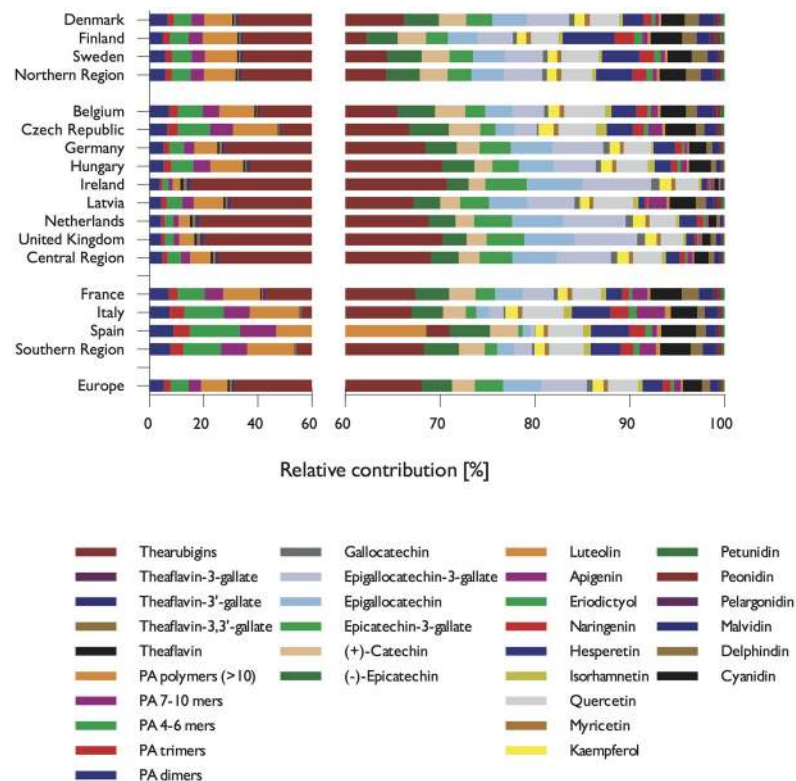 Denmark
Finland
Sweden
Northern Region
Belgium
Czech Republic
Germany
Hungary
Ireland
Latvia
Netherlands
United Kingdom
Central Region
France
Italy
Spain
Southern Region
Europe
0 20 40 60 60 70 80 90 100
Relative contribution [%]
Thearubigins Gallocatechin Luteolin Petunidin
Theaflavin-3-gallate Epigallocatechin-3-gallate Apigenin Peonidin
Theaflavin-3'-gallate Epigallocatechin Eriodictyol Pelargonidin
Theaflavin-3,3'-gallate Epicatechin-3-gallate Naringenin Malvidin
Theaflavin (+)-Catechin Hesperetin Delphindin
PA polymers (>10) (-)-Epicatechin Isorhamnetin Cyanidin
PA 7-10 mers Quercetin
PA 4-6 mers Myricetin
PA trimers Kaempferol
PA dimers